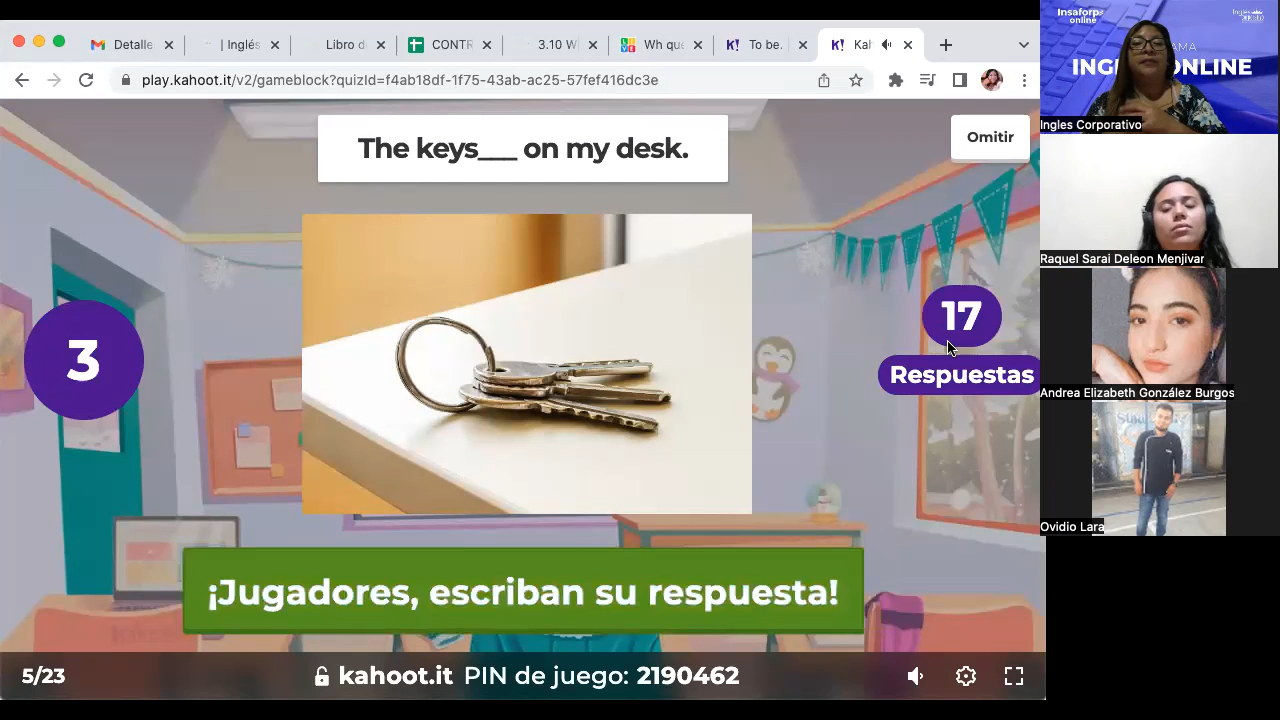 Detalle
| Inglés
Libro d
CONTR
3.10 W
Wh que
To be.
Kah
play.kahoot.it/v2/gameblock?quizId=f4ab18df-1f75-43ab-ac25-57fef416dc3e
The keys___ on my desk.
Omitir
3
17
Respuestas
¡Jugadores, escriban su respuesta!
5/23
kahoot.it PIN de juego: 2190462
Insaforp
online
ONLINE
Ingles Corporativo
Raquel Sarai Deleon Menjivar
Andrea Elizabeth González Burgos
Ovidio Lara